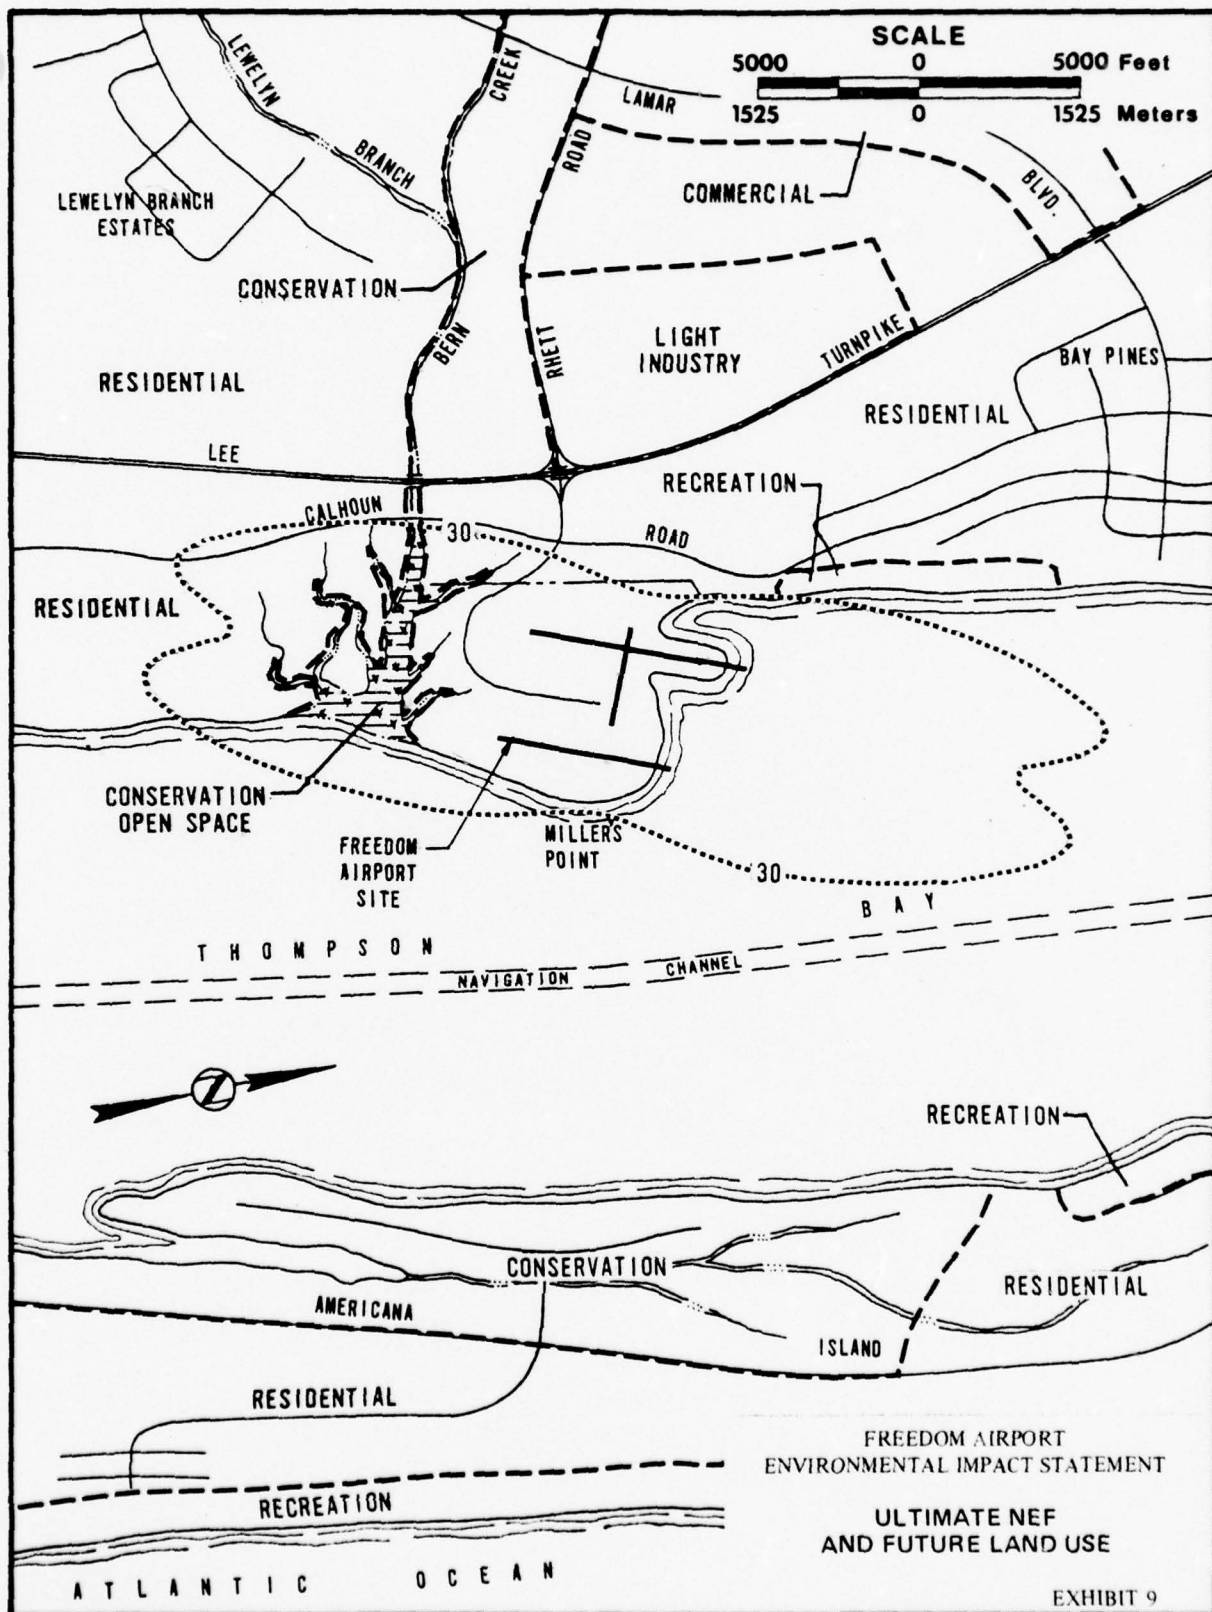 SCALE
5000 0 5000 Feet
1525 0 1525 Meters
LEWELYN
BRANCH
CREEK
LAMAR
BLVD.
ROAD
COMMERCIAL
LEWELYN BRANCH
ESTATES
CONSERVATION
BERN
RHETT
LIGHT
INDUSTRY
TURNPIKE
BAY PINES
RESIDENTIAL
RESIDENTIAL
LEE
RECREATION
CALHOUN
30
ROAD
RESIDENTIAL
CONSERVATION
OPEN SPACE
FREEDOM
AIRPORT
SITE
MILLERS
POINT
30
THOMPSON
BAY
NAVIGATION
CHANNEL
RECREATION
CONSERVATION
RESIDENTIAL
AMERICANA
ISLAND
RESIDENTIAL
RECREATION
ATLANTIC OCEAN
FREEDOM AIRPORT
ENVIRONMENTAL IMPACT STATEMENT
ULTIMATE NEF
AND FUTURE LAND USE
EXHIBIT 9